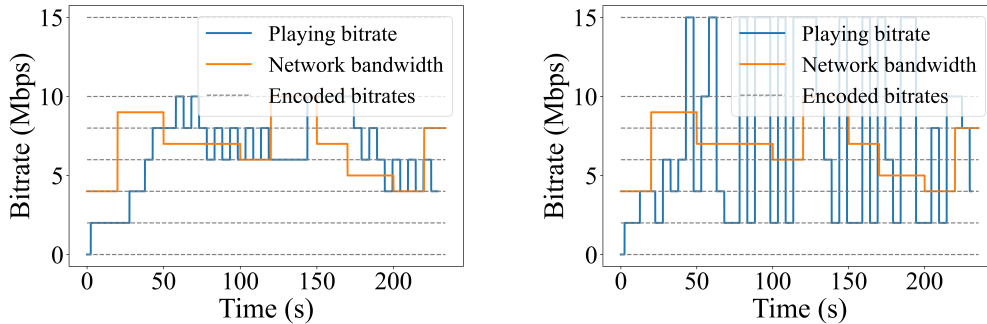 15
10
5
0
Bitrate (Mbps)
Playing bitrate
Network bandwidth
Encoded bitrates
0 50 100 150 200
Time (s)
15
10
5
0
Bitrate (Mbps)
Playing bitrate
Network bandwidth
Encoded bitrates
0 50 100 150 200
Time (s)